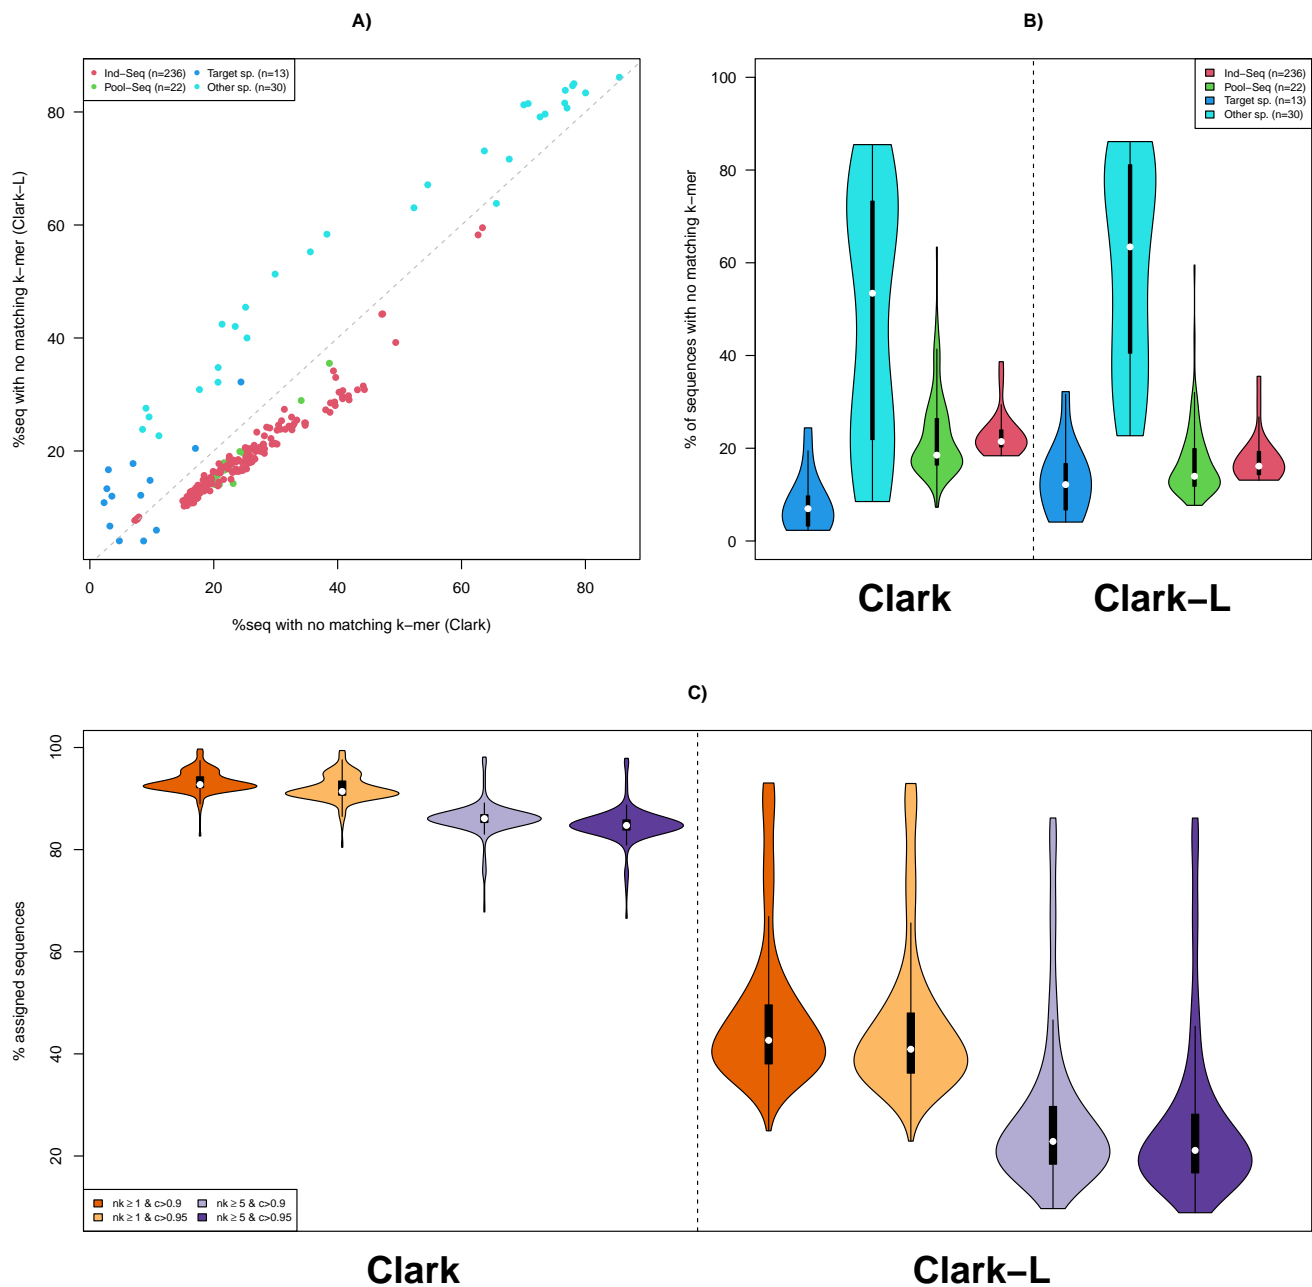 A)
Ind−Seq (n=236) Target sp. (n=13)
Pool−Seq (n=22) Other sp. (n=30)
%seq with no matching k−mer (Clark−L)
80
60
40
20
0 20 40 60 80
%seq with no matching k−mer (Clark)
B)
Ind−Seq (n=236)
Pool−Seq (n=22)
Target sp. (n=13)
Other sp. (n=30)
% of sequences with no matching k−mer
100
80
60
40
20
0
Clark Clark−L
C)
% assigned sequences
100
80
60
40
20
nk ≥ 1 & c>0.9 nk ≥ 5 & c>0.9
nk ≥ 1 & c>0.95 nk ≥ 5 & c>0.95
Clark Clark−L